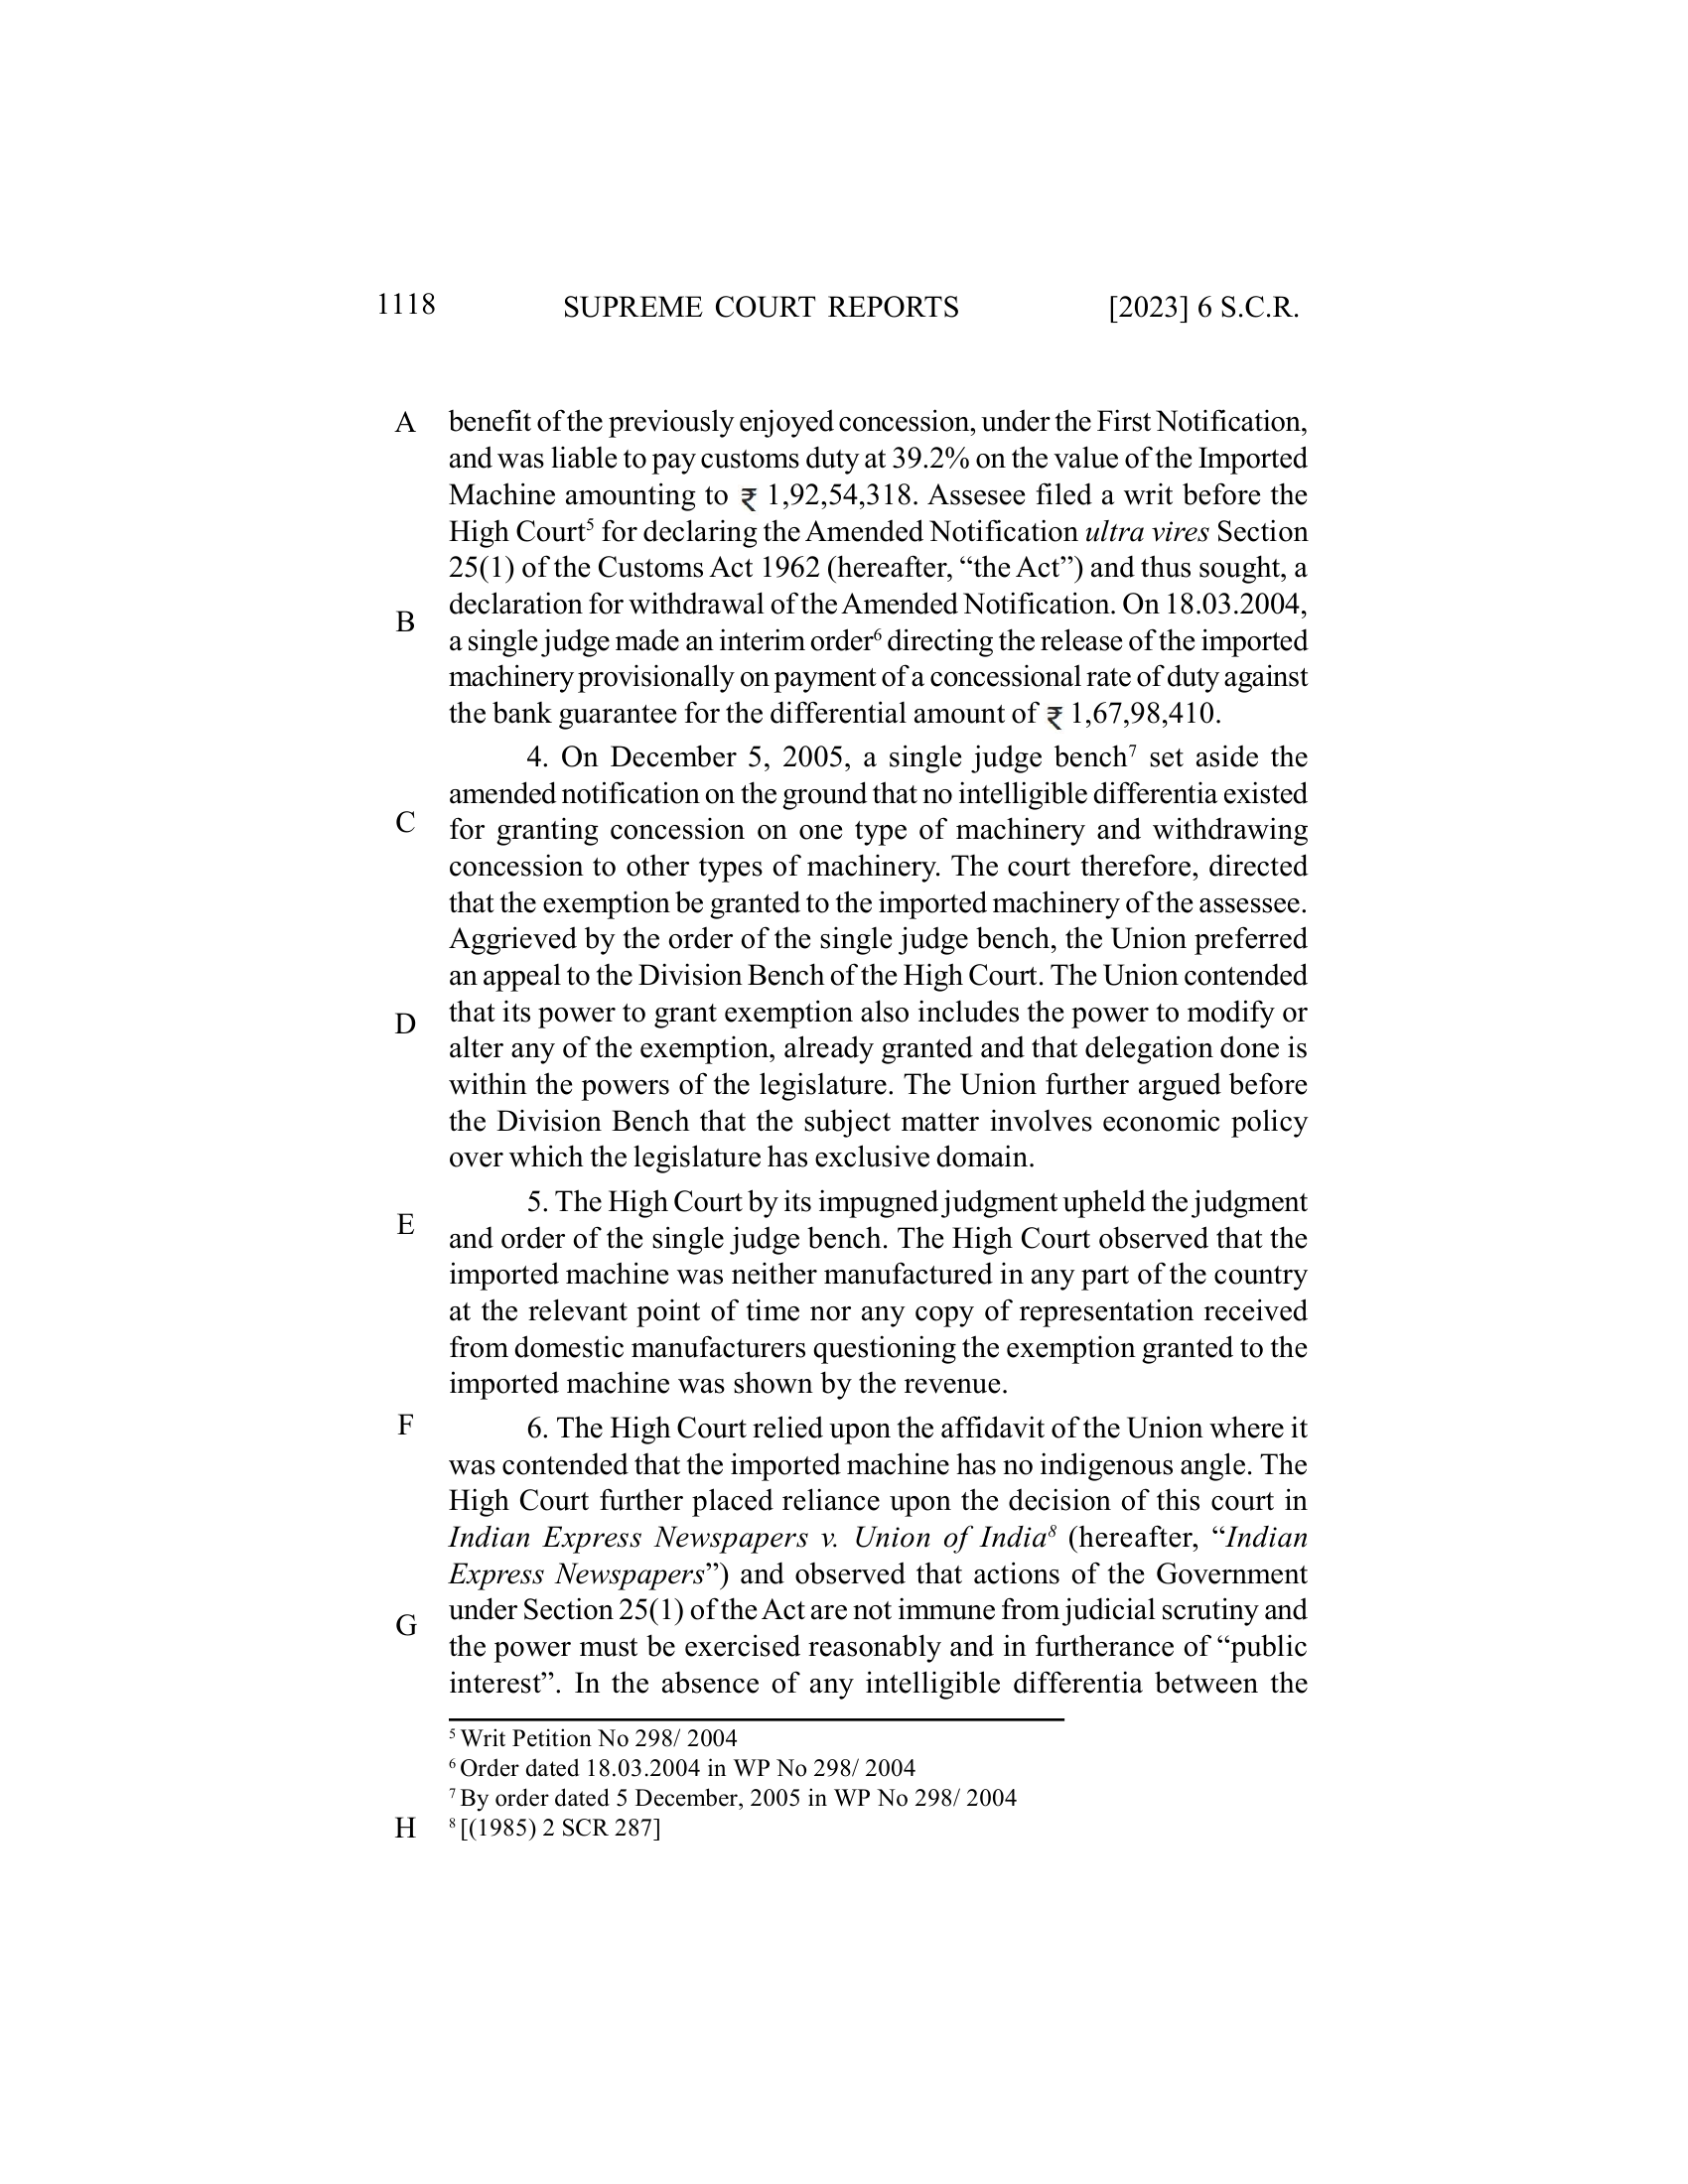 1118 SUPREME COURT REPORTS [2023] 6 S.C.R.
A benefit of the previously enjoyed concession, under the First Notification,
and was liable to pay customs duty at 39.2% on the value of the Imported
Machine amounting to ₹ 1,92,54,318. Assesee filed a writ before the
High Court⁵ for declaring the Amended Notification ultra vires Section
25(1) of the Customs Act 1962 (hereafter, “the Act”) and thus sought, a
declaration for withdrawal of the Amended Notification. On 18.03.2004,
B
a single judge made an interim order⁶ directing the release of the imported
machinery provisionally on payment of a concessional rate of duty against
the bank guarantee for the differential amount of ₹ 1,67,98,410.
4. On December 5, 2005, a single judge bench⁷ set aside the
amended notification on the ground that no intelligible differentia existed
C for granting concession on one type of machinery and withdrawing
concession to other types of machinery. The court therefore, directed
that the exemption be granted to the imported machinery of the assessee.
Aggrieved by the order of the single judge bench, the Union preferred
an appeal to the Division Bench of the High Court. The Union contended
D that its power to grant exemption also includes the power to modify or
alter any of the exemption, already granted and that delegation done is
within the powers of the legislature. The Union further argued before
the Division Bench that the subject matter involves economic policy
over which the legislature has exclusive domain.
5. The High Court by its impugned judgment upheld the judgment
E and order of the single judge bench. The High Court observed that the
imported machine was neither manufactured in any part of the country
at the relevant point of time nor any copy of representation received
from domestic manufacturers questioning the exemption granted to the
imported machine was shown by the revenue.
F 6. The High Court relied upon the affidavit of the Union where it
was contended that the imported machine has no indigenous angle. The
High Court further placed reliance upon the decision of this court in
Indian Express Newspapers v. Union of India⁸ (hereafter, “Indian
Express Newspapers”) and observed that actions of the Government
under Section 25(1) of the Act are not immune from judicial scrutiny and
G
the power must be exercised reasonably and in furtherance of “public
interest”. In the absence of any intelligible differentia between the
⁵ Writ Petition No 298/ 2004
⁶ Order dated 18.03.2004 in WP No 298/ 2004
⁷ By order dated 5 December, 2005 in WP No 298/ 2004
H ⁸ [(1985) 2 SCR 287]